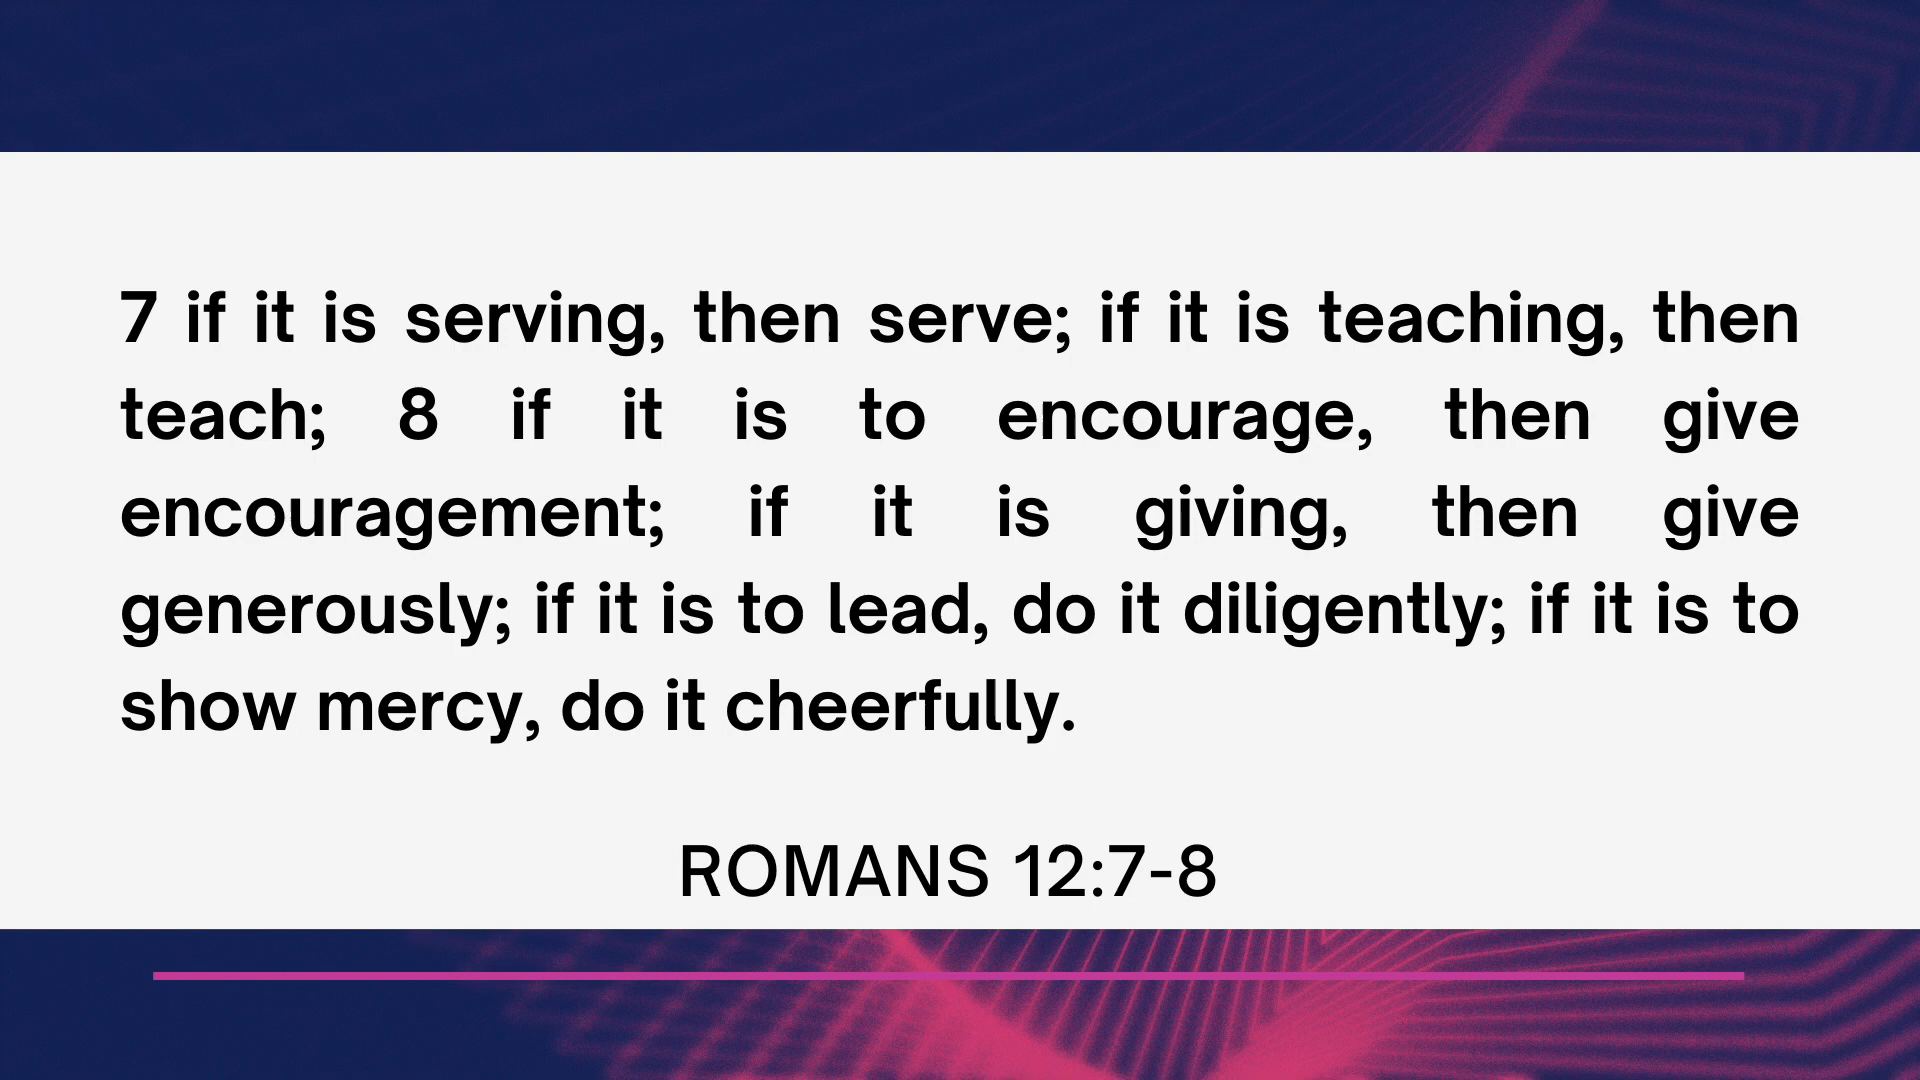 7 if it is serving, then serve; if it is teaching, then
teach; 8 if it is to encourage, then give
encouragement; if it is giving, then give
generously; if it is to lead, do it diligently; if it is to
show mercy, do it cheerfully.
ROMANS 12:7-8